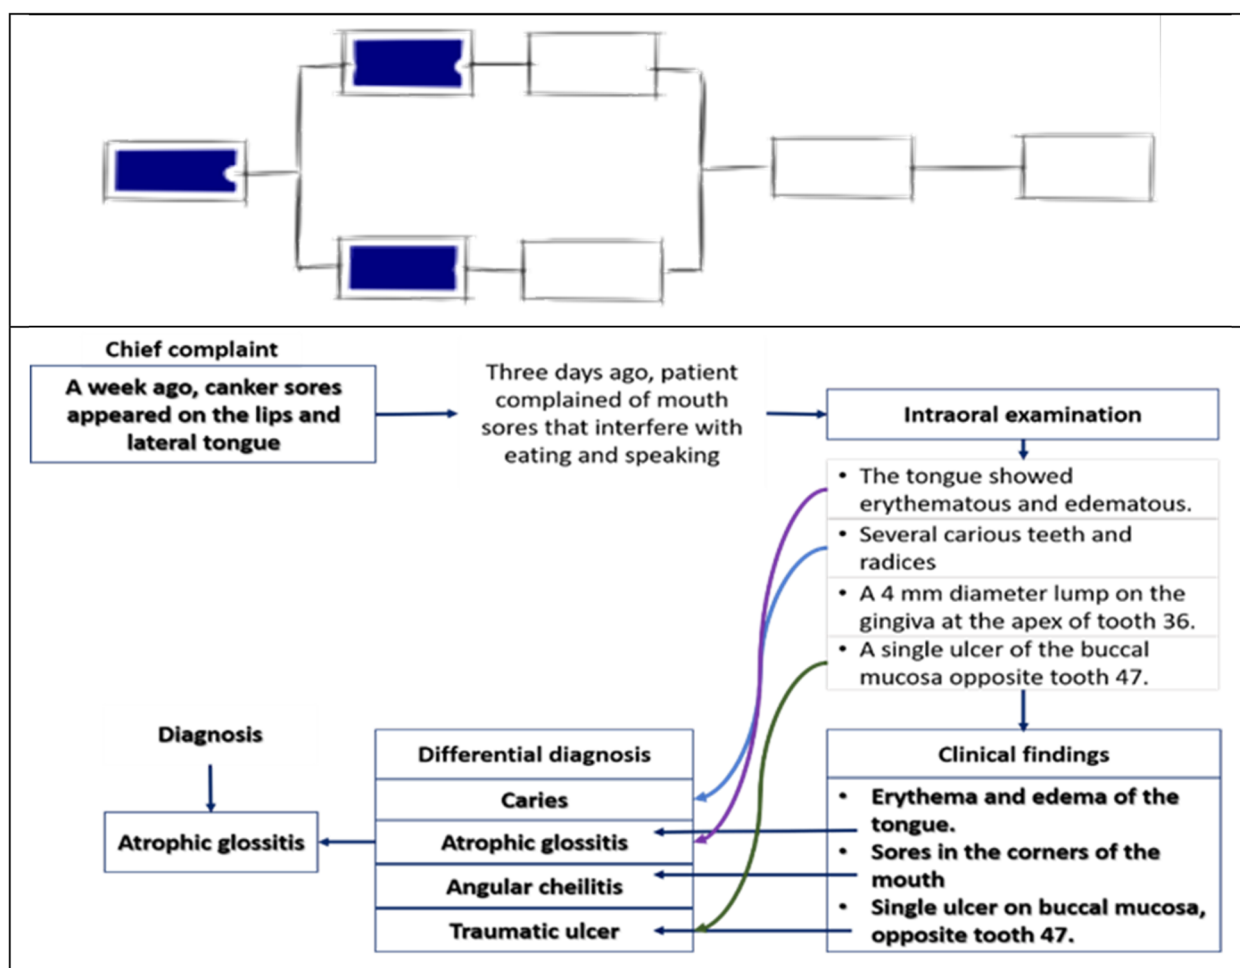 Chief complaint
A week ago, canker sores
appeared on the lips and
lateral tongue
Three days ago, patient
complained of mouth
sores that interfere with
eating and speaking
Intraoral examination
• The tongue showed
erythematous and edematous.
• Several carious teeth and
radices
• A 4 mm diameter lump on the
gingiva at the apex of tooth 36.
• A single ulcer of the buccal
mucosa opposite tooth 47.
Clinical findings
• Erythema and edema of the
tongue.
• Sores in the corners of the
mouth
• Single ulcer on buccal mucosa,
opposite tooth 47.
Differential diagnosis
Caries
Atrophic glossitis
Angular cheilitis
Traumatic ulcer
Diagnosis
Atrophic glossitis